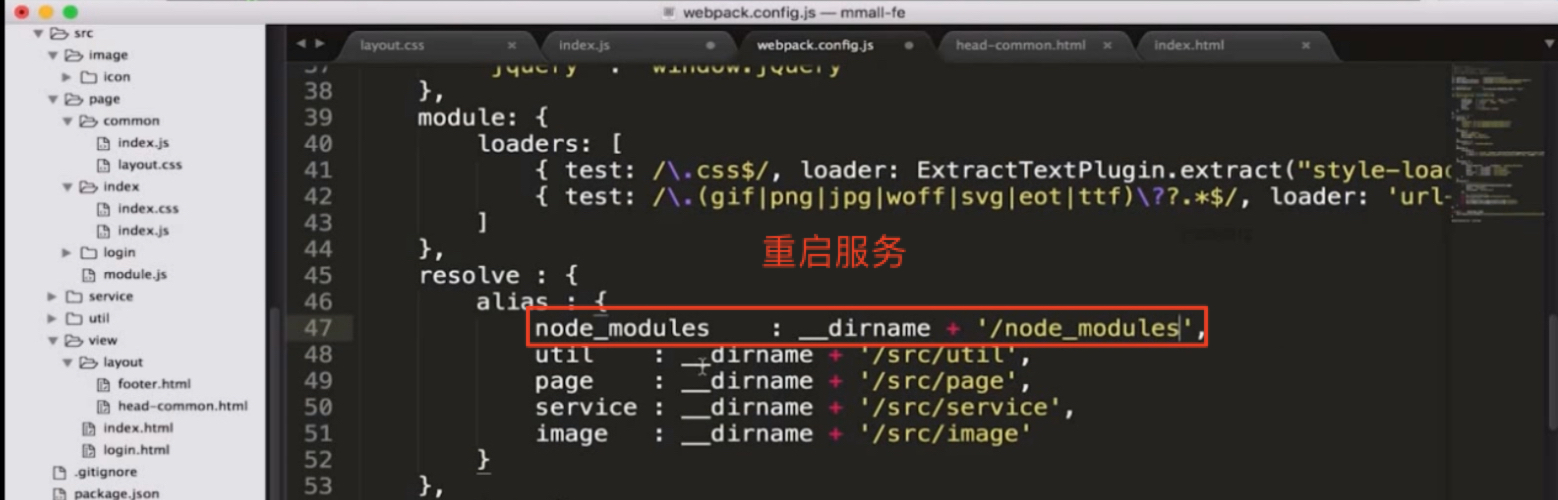 webpack.config.js — mmall-fe
src
image
icon
page
common
index.js
layout.css
index
index.css
index.js
login
module.js
service
util
view
layout
footer.html
head-common.html
index.html
login.html
.gitignore
package.json
layout.css × index.js webpack.config.js head-common.html × index.html ×
37 'jquery' : 'window.jQuery'
38 },
39 module: {
40 loaders: [
41 { test: /\.css$/, loader: ExtractTextPlugin.extract("style-load
42 { test: /\.(gif|png|jpg|woff|svg|eot|ttf)\??.*$/, loader: 'url-
43 ]
44 },
重启服务
45 resolve : {
46 alias : {
47 node_modules : __dirname + '/node_modules',
48 util : __dirname + '/src/util',
49 page : __dirname + '/src/page',
50 service : __dirname + '/src/service',
51 image : __dirname + '/src/image'
52 }
53 },